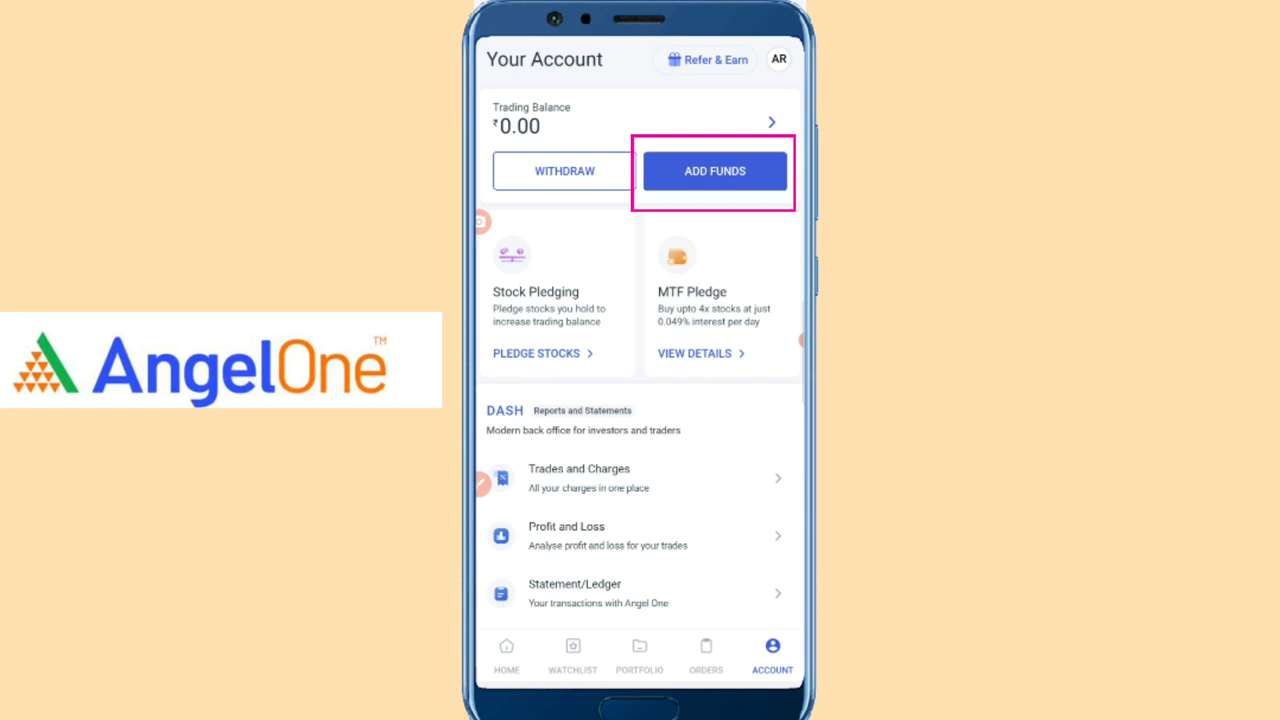 Your Account
Refer & Earn
AR
Trading Balance
₹0.00
WITHDRAW
ADD FUNDS
Stock Pledging
Pledge stocks you hold to
increase trading balance
PLEDGE STOCKS
MTF Pledge
Buy upto 4x stocks at just
0.049% interest per day
VIEW DETAILS
AngelOne™
DASH Reports and Statements
Modern back office for investors and traders
Trades and Charges
All your charges in one place
Profit and Loss
Analyse profit and loss for your trades
Statement/Ledger
Your transactions with Angel One
HOME
WATCHLIST
PORTFOLIO
ORDERS
ACCOUNT